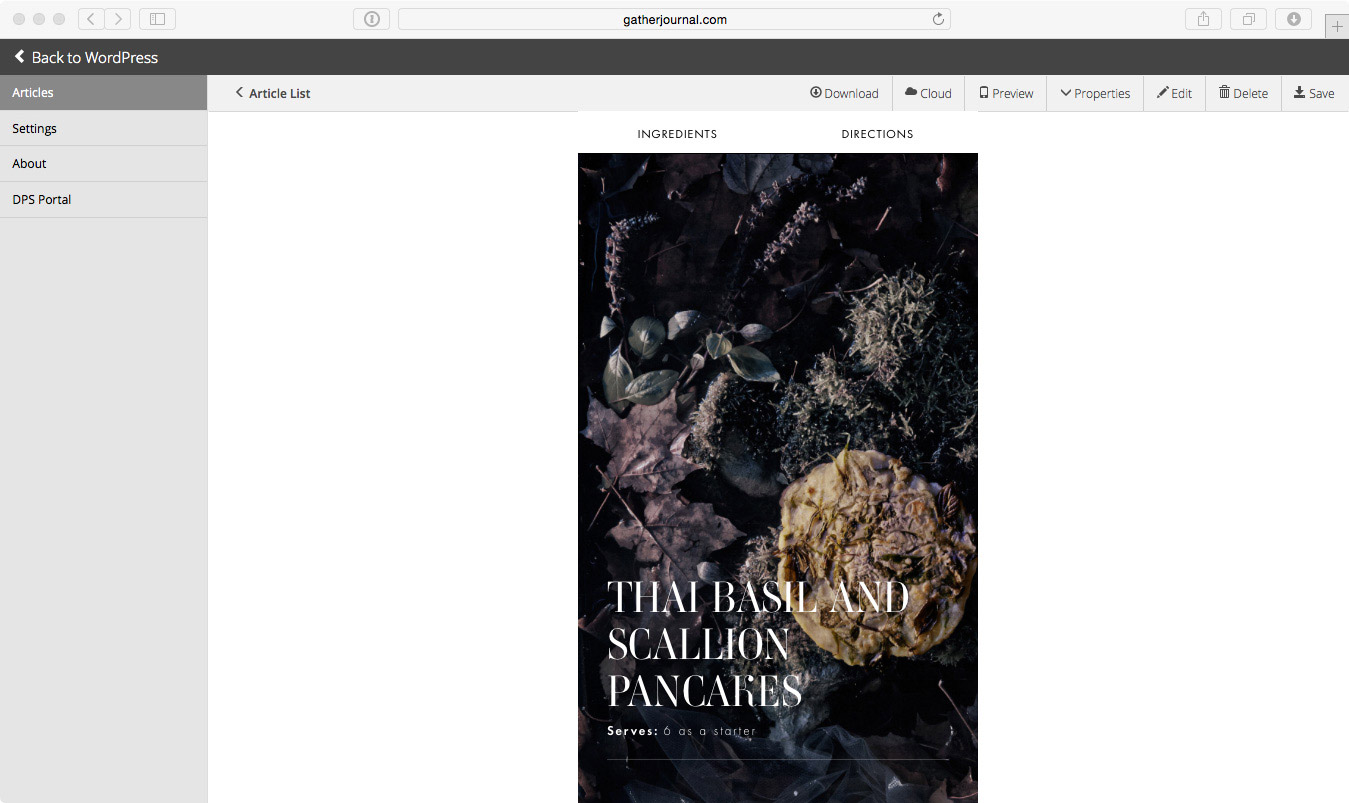 gatherjournal.com
Back to WordPress
Articles
Article List
Download
Cloud
Preview
Properties
Edit
Delete
Save
Settings
About
DPS Portal
INGREDIENTS
DIRECTIONS
THAI BASIL AND
SCALLION
PANCAKES
Serves: 6 as a starter